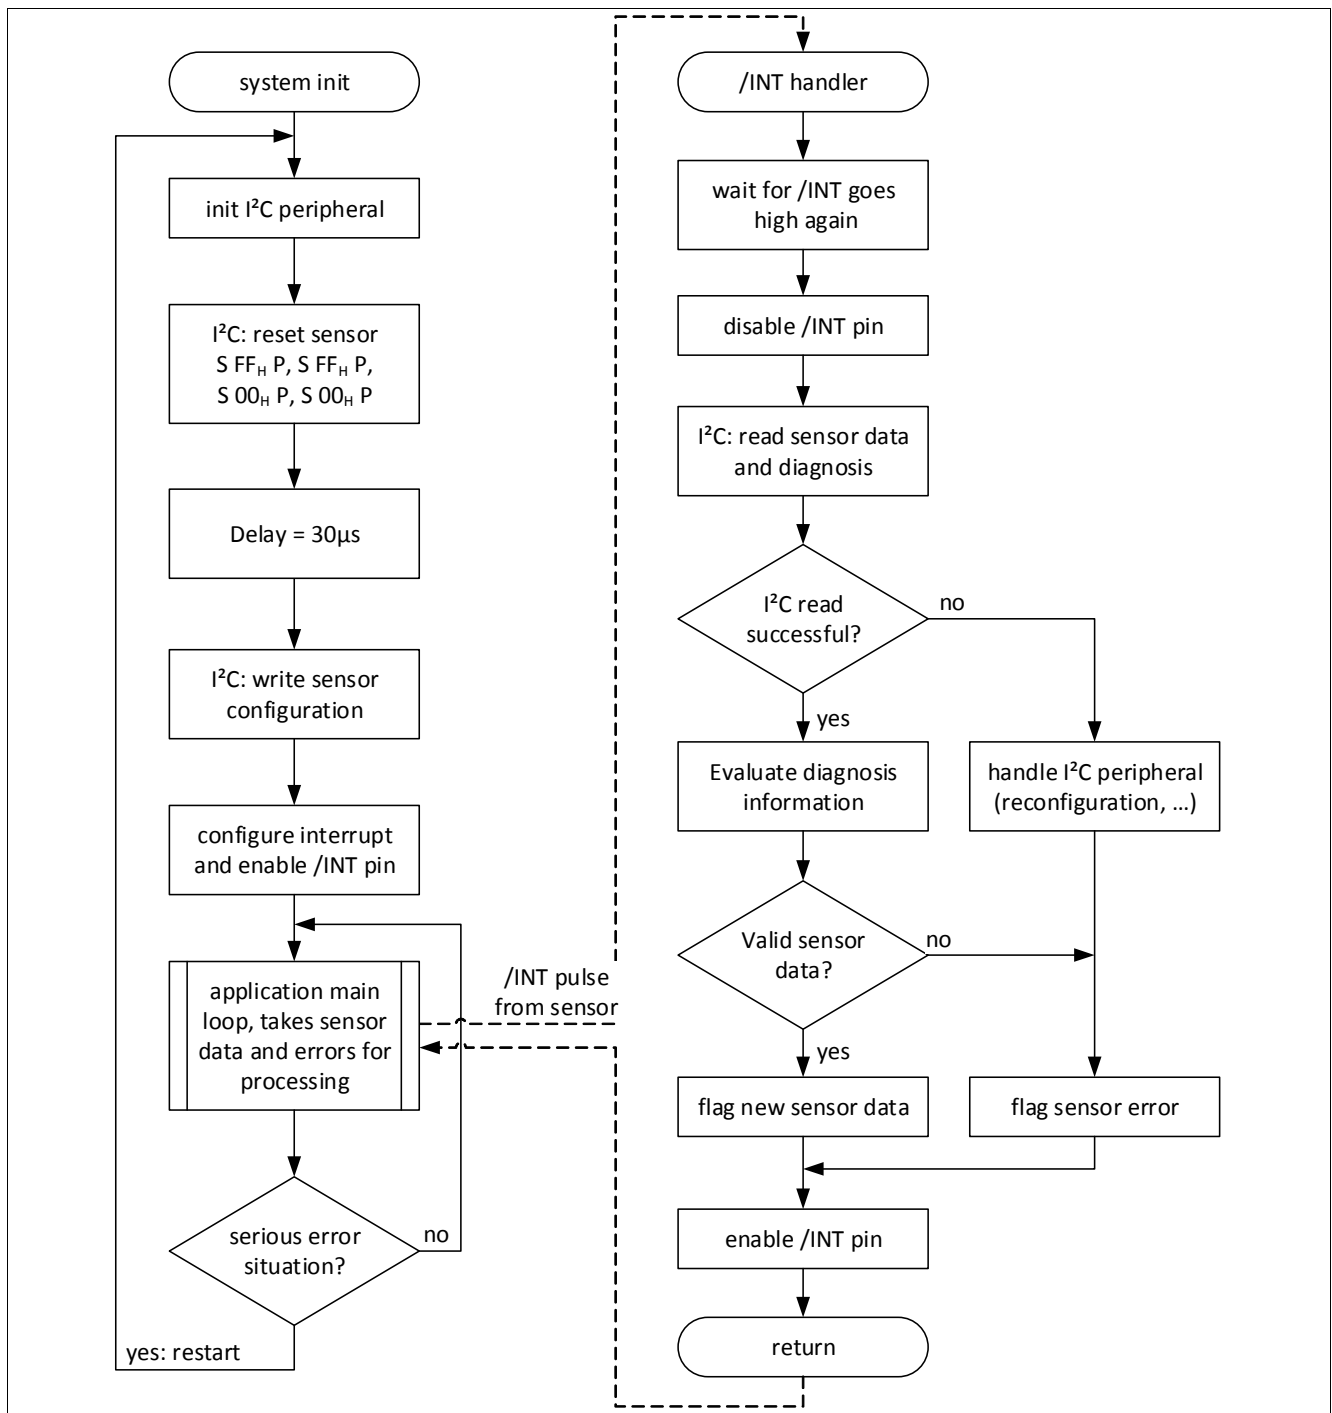 system init
init I²C peripheral
I²C: reset sensor
S FFH P, S FFH P,
S 00H P, S 00H P
Delay = 30µs
I²C: write sensor
configuration
configure interrupt
and enable /INT pin
application main
loop, takes sensor
data and errors for
processing
serious error
situation?
no
yes: restart
/INT pulse
from sensor
/INT handler
wait for /INT goes
high again
disable /INT pin
I²C: read sensor data
and diagnosis
I²C read
successful?
no
yes
Evaluate diagnosis
information
handle I²C peripheral
(reconfiguration, ...)
Valid sensor
data?
no
yes
flag new sensor data
flag sensor error
enable /INT pin
return